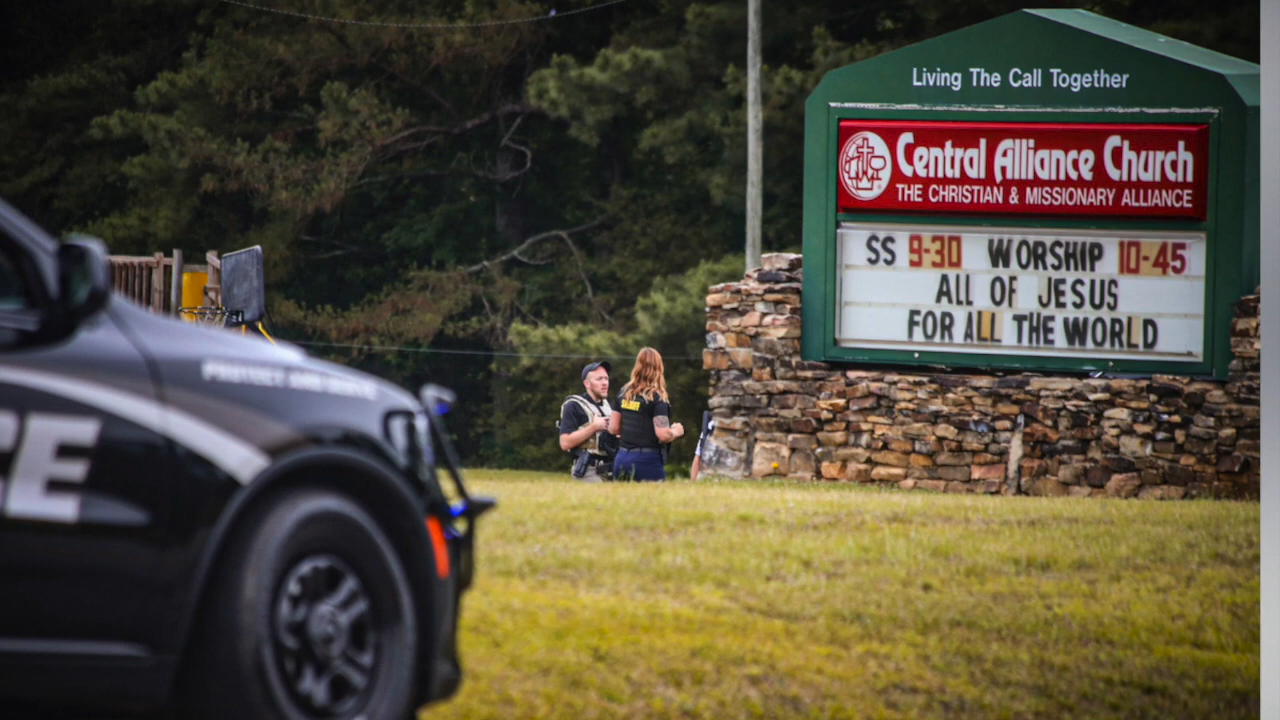 Living The Call Together
Central Alliance Church
THE CHRISTIAN & MISSIONARY ALLIANCE
SS 9-30 WORSHIP 10-45
ALL OF JESUS
FOR ALL THE WORLD
PROTECT AND
CE